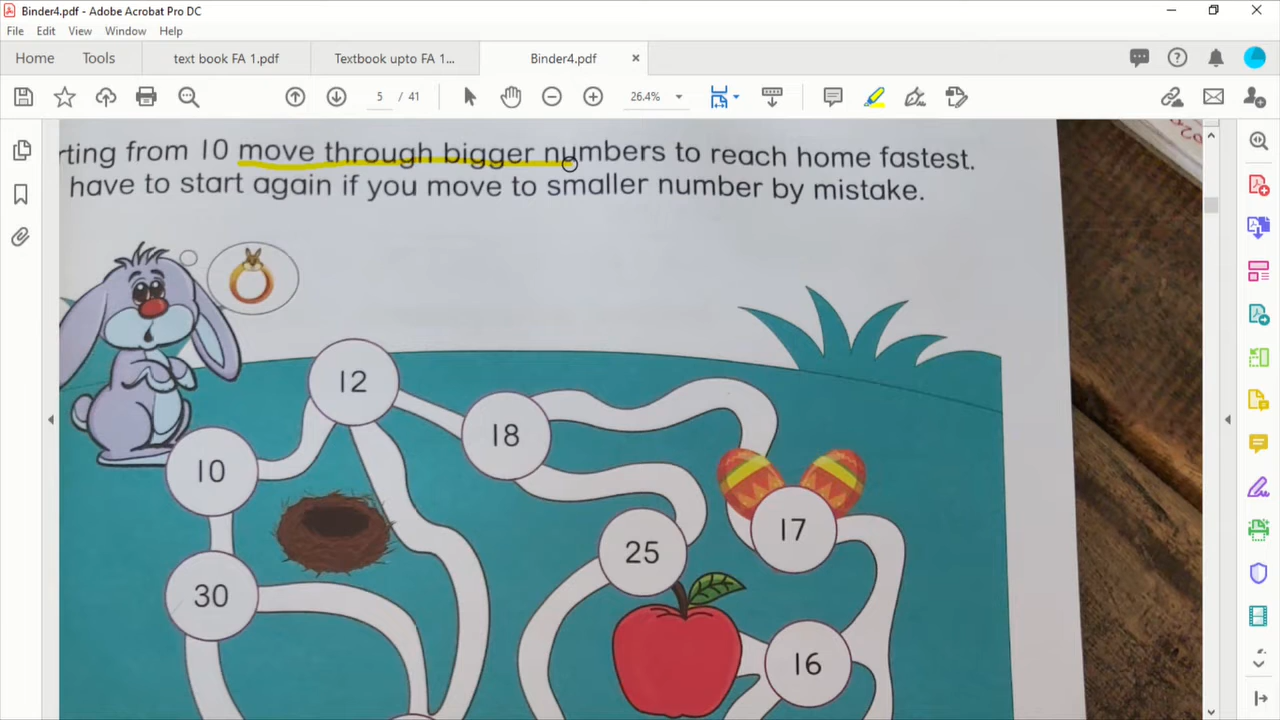 Binder4.pdf - Adobe Acrobat Pro DC
File Edit View Window Help
Home Tools text book FA 1.pdf Textbook upto FA 1... Binder4.pdf
5 / 41 26.4%
rting from 10 move through bigger numbers to reach home fastest.
have to start again if you move to smaller number by mistake.
12
18
10
17
25
30
16